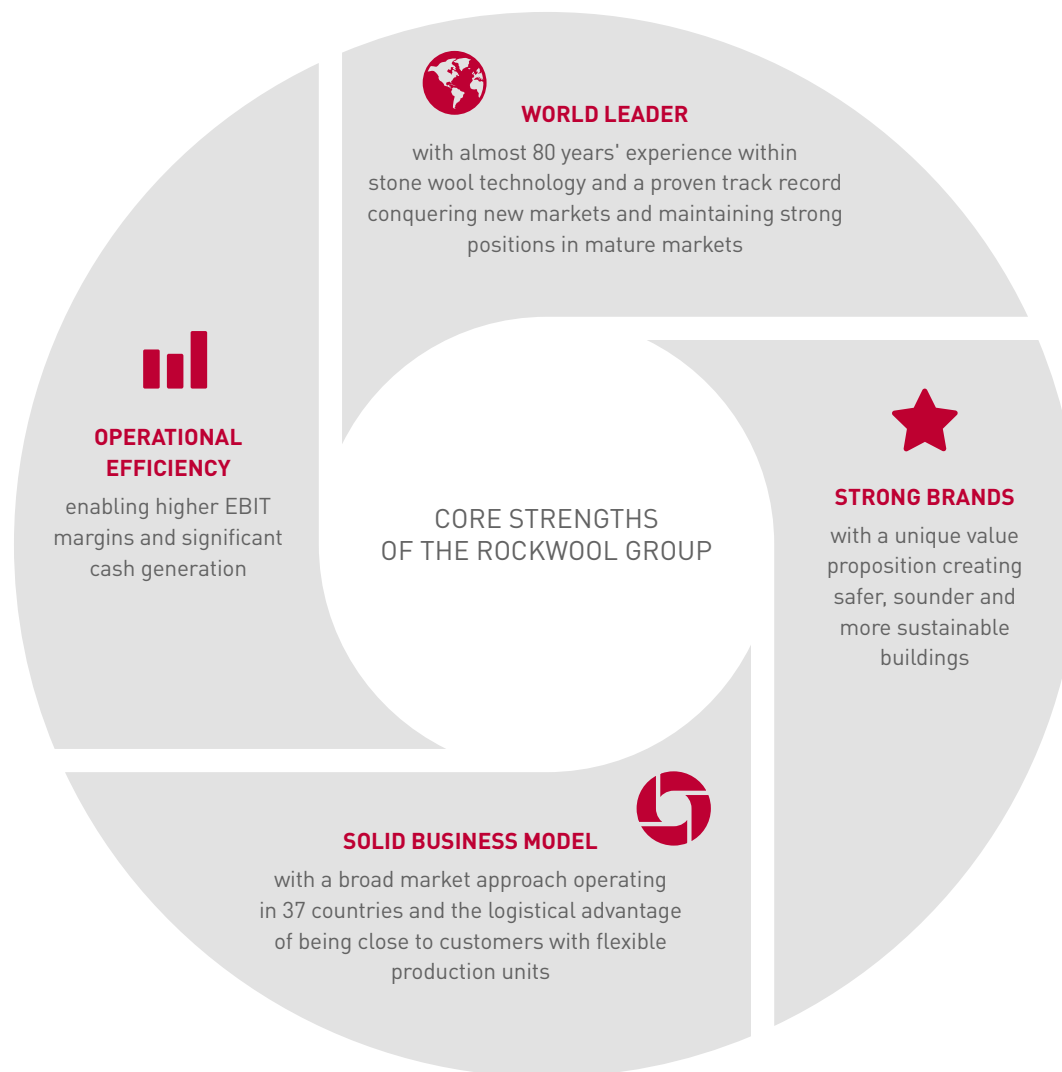 WORLD LEADER
with almost 80 years' experience within
stone wool technology and a proven track record
conquering new markets and maintaining strong
positions in mature markets
OPERATIONAL
EFFICIENCY
enabling higher EBIT
margins and significant
cash generation
CORE STRENGTHS
OF THE ROCKWOOL GROUP
STRONG BRANDS
with a unique value
proposition creating
safer, sounder and
more sustainable
buildings
SOLID BUSINESS MODEL
with a broad market approach operating
in 37 countries and the logistical advantage
of being close to customers with flexible
production units